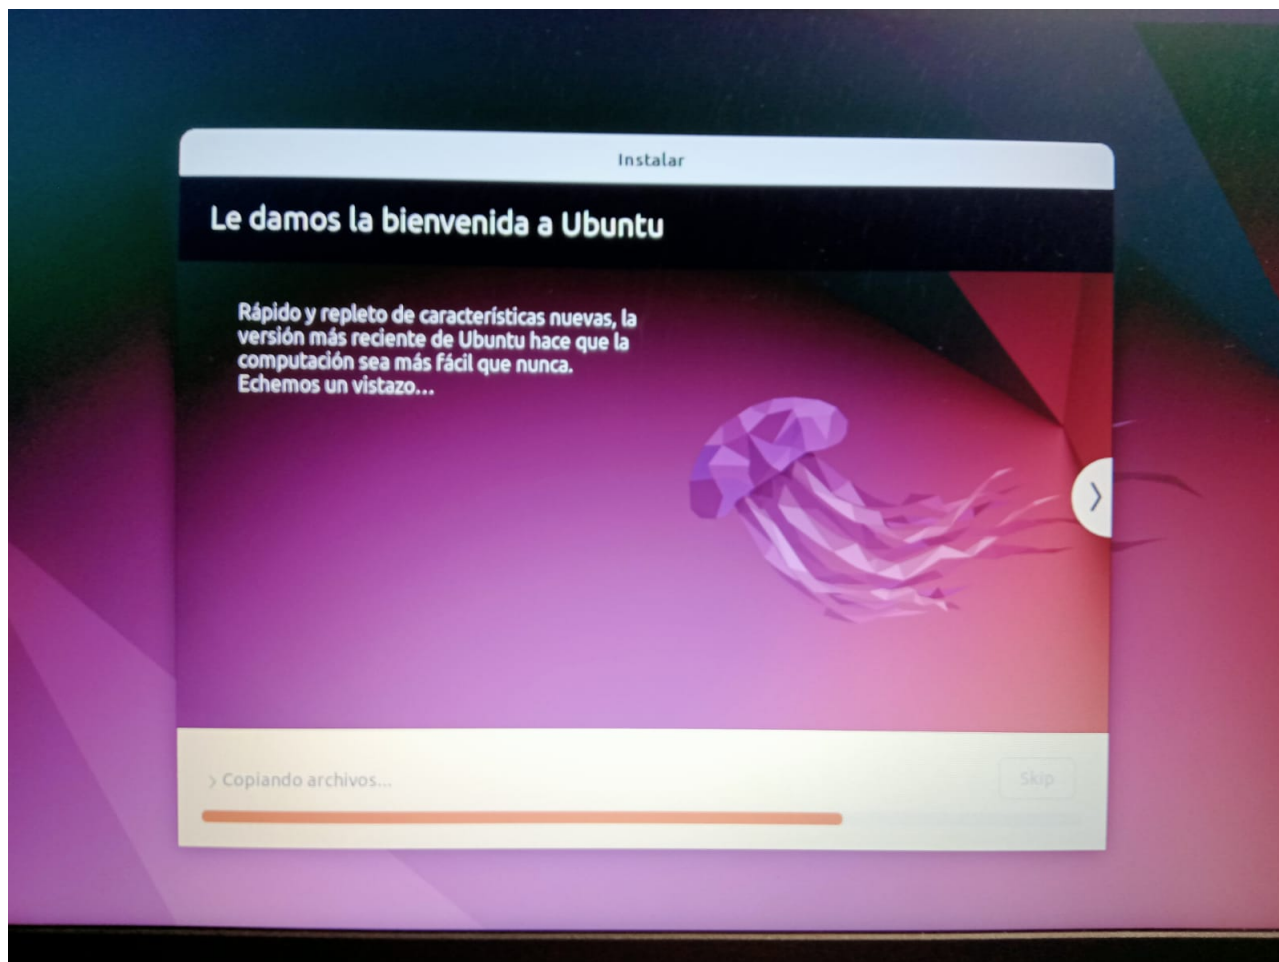 Instalar
Le damos la bienvenida a Ubuntu
Rápido y repleto de características nuevas, la
versión más reciente de Ubuntu hace que la
computación sea más fácil que nunca.
Echemos un vistazo...
> Copiando archivos...
Skip